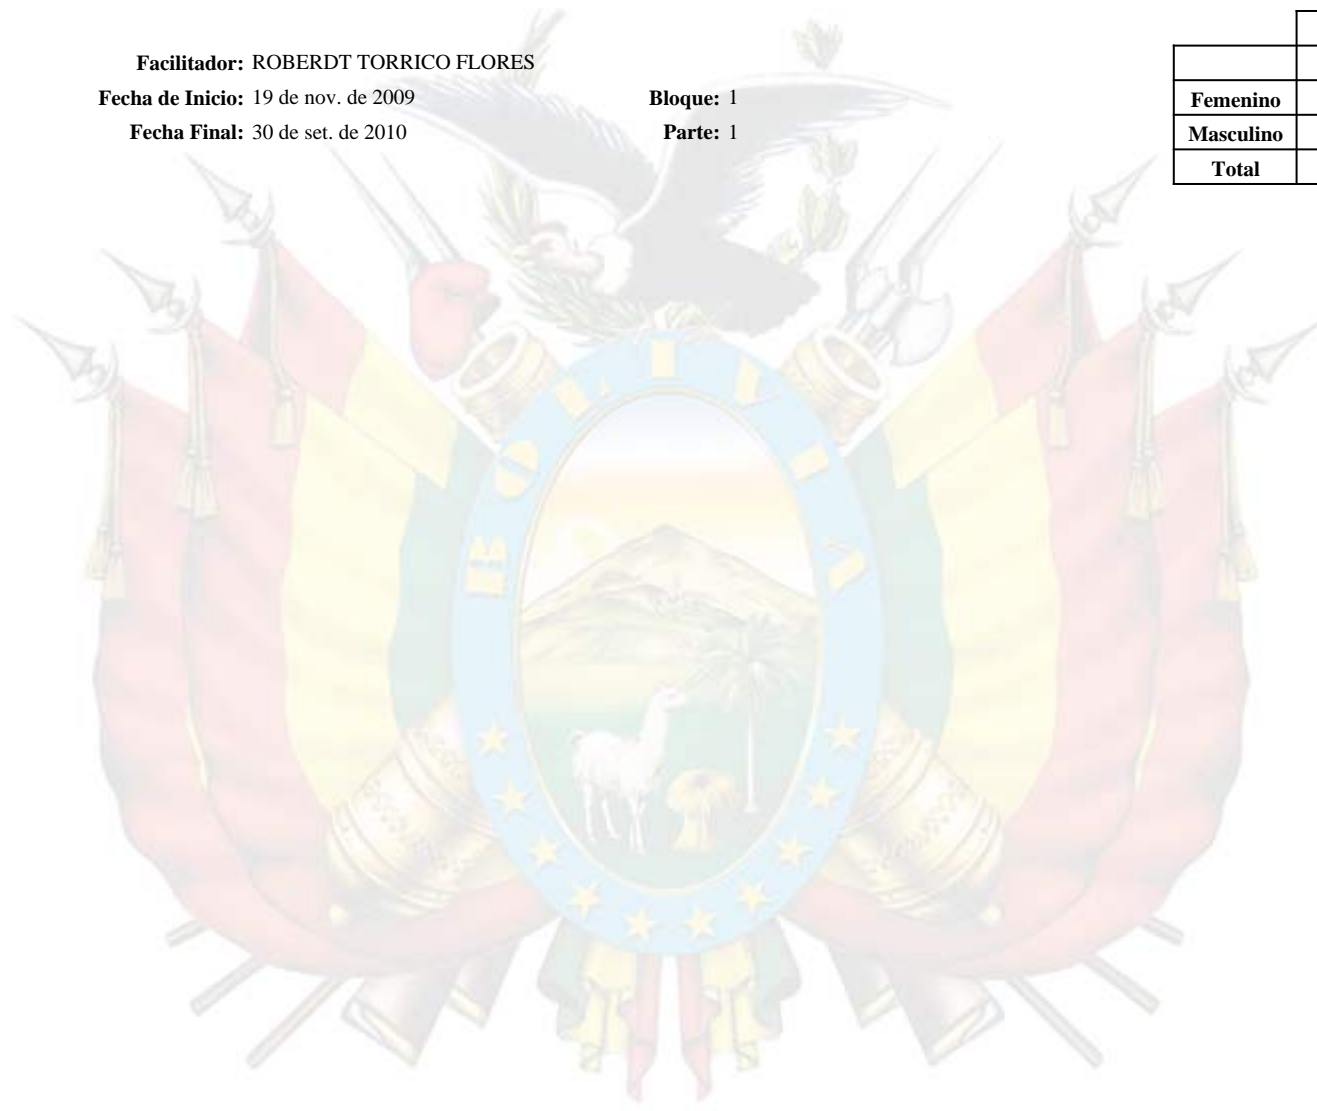 Facilitador: ROBERDT TORRICO FLORES
Fecha de Inicio: 19 de nov. de 2009 Bloque: 1
Fecha Final: 30 de set. de 2010 Parte: 1
Femenino
Masculino
Total
BOLIVIA